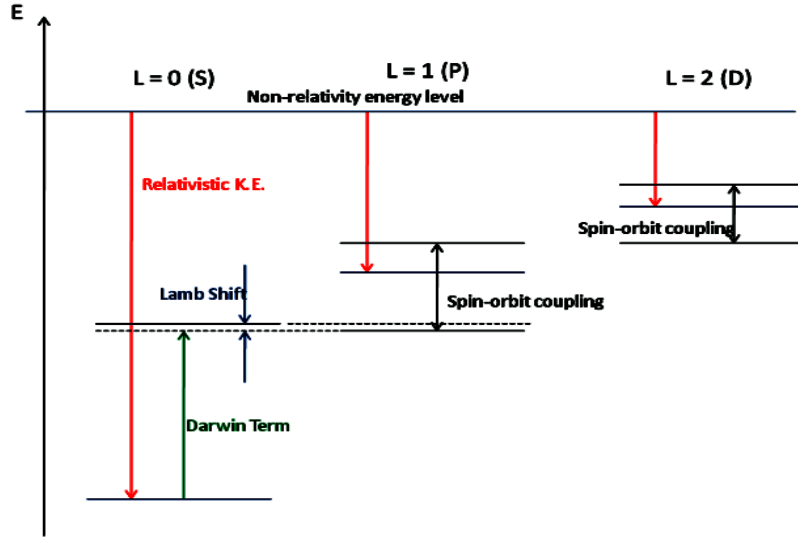 E
L = 0 (S)
L = 1 (P)
L = 2 (D)
Non-relativity energy level
Relativistic K.E.
Spin-orbit coupling
Lamb Shift
Spin-orbit coupling
Darwin Term